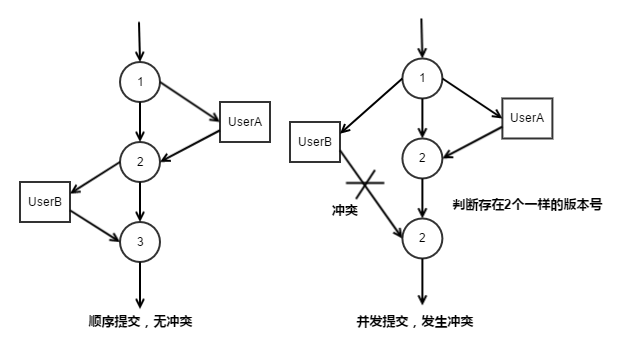 1
UserA
2
UserB
3
顺序提交，无冲突
1
UserA
UserB
2
冲突
判断存在2个一样的版本号
2
并发提交，发生冲突